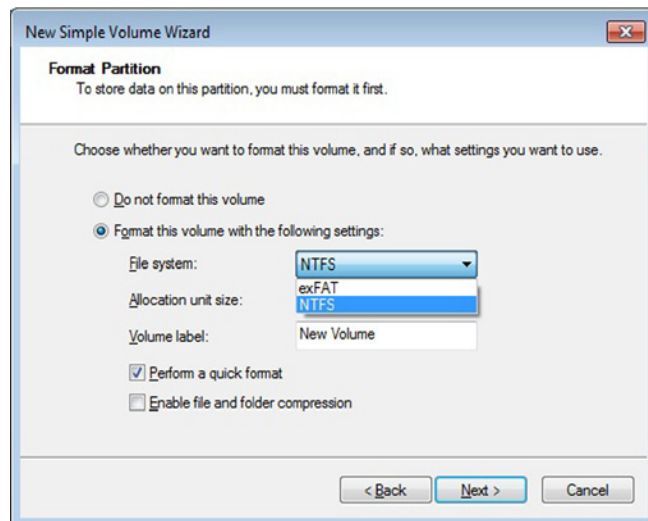 New Simple Volume Wizard
Format Partition
To store data on this partition, you must format it first.
Choose whether you want to format this volume, and if so, what settings you want to use.
Do not format this volume
Format this volume with the following settings:
File system: NTFS
exFAT
Allocation unit size: NTFS
Volume label: New Volume
Perform a quick format
Enable file and folder compression
< Back Next > Cancel